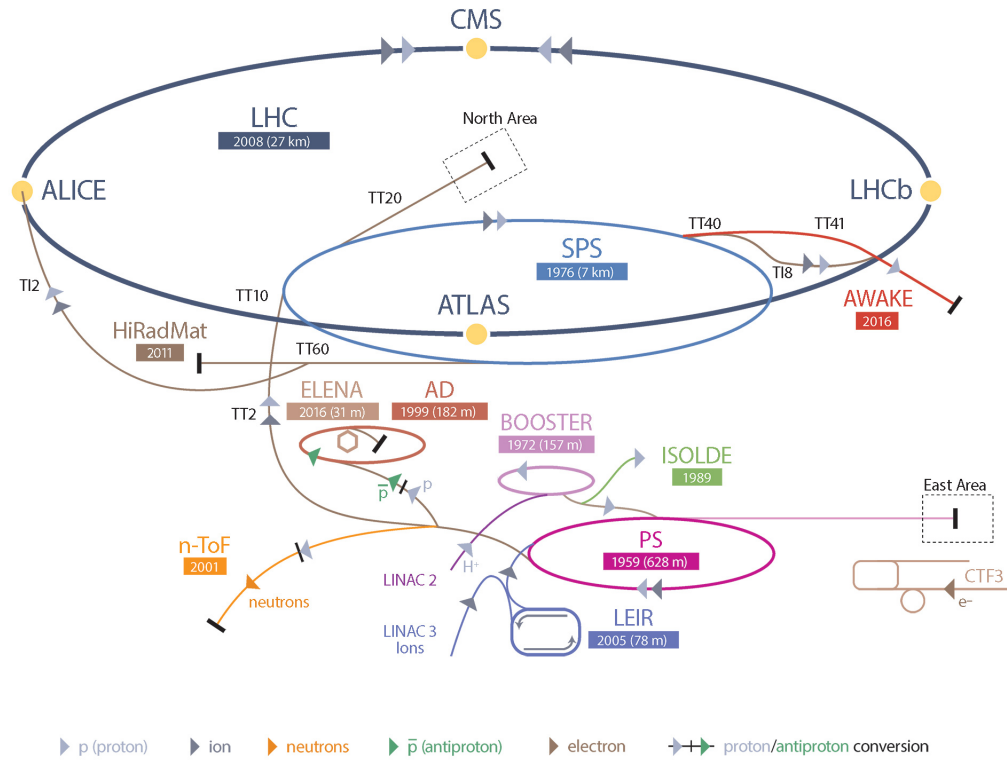 CMS
LHC
2008 (27 km)
North Area
ALICE
LHCb
TT20
TT40
TT41
SPS
1976 (7 km)
TI8
TI2
TT10
ATLAS
AWAKE
2016
HiRadMat
2011
TT60
ELENA
2016 (31 m)
AD
1999 (182 m)
TT2
BOOSTER
1972 (157 m)
ISOLDE
1989
p̅
p
East Area
n-ToF
2001
PS
1959 (628 m)
H⁺
LINAC 2
neutrons
CTF3
e⁻
LINAC 3
Ions
LEIR
2005 (78 m)
p (proton)
ion
neutrons
p̅ (antiproton)
electron
proton/antiproton conversion